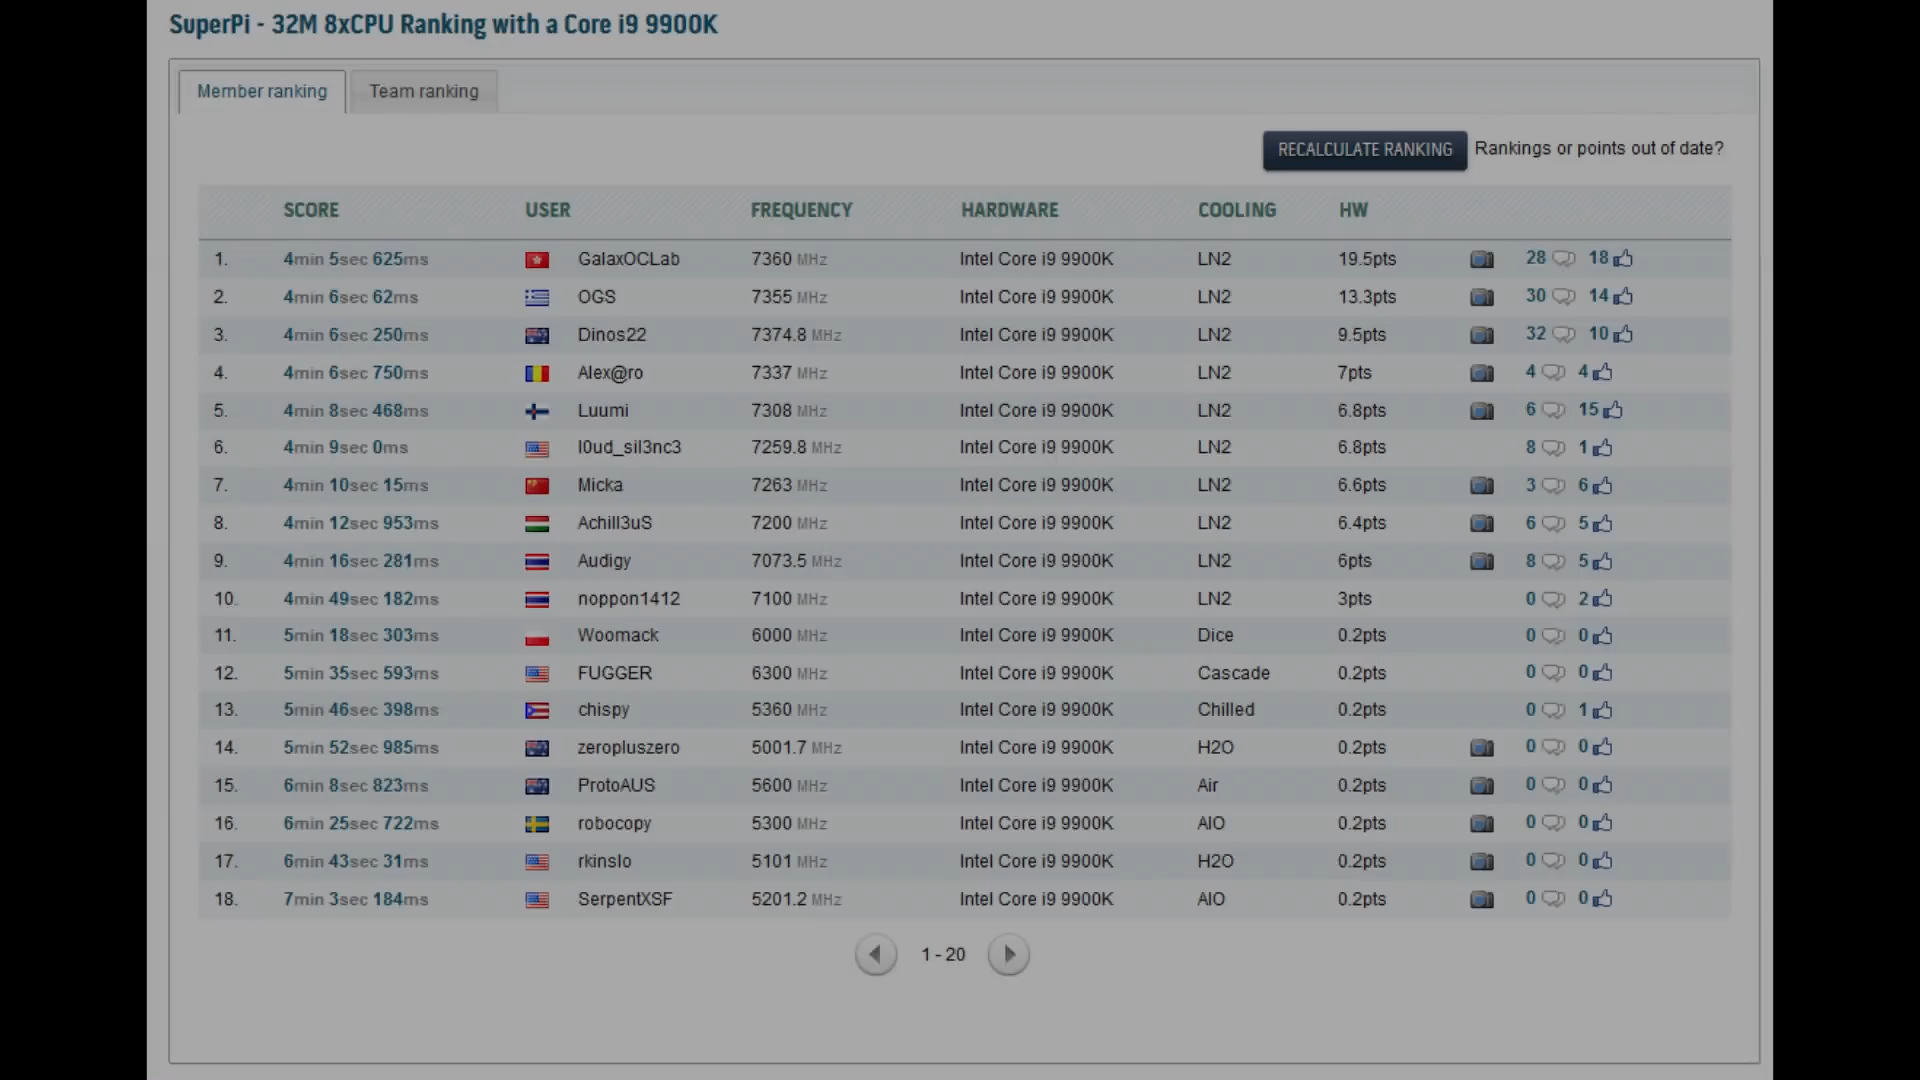 SuperPi - 32M 8xCPU Ranking with a Core i9 9900K
Member ranking Team ranking
RECALCULATE RANKING Rankings or points out of date?
SCORE USER FREQUENCY HARDWARE COOLING HW
1. 4min 5sec 625ms GalaxOCLab 7360 MHz Intel Core i9 9900K LN2 19.5pts 28 18
2. 4min 6sec 62ms OGS 7355 MHz Intel Core i9 9900K LN2 13.3pts 30 14
3. 4min 6sec 250ms Dinos22 7374.8 MHz Intel Core i9 9900K LN2 9.5pts 32 10
4. 4min 6sec 750ms Alex@ro 7337 MHz Intel Core i9 9900K LN2 7pts 4 4
5. 4min 8sec 468ms Luumi 7308 MHz Intel Core i9 9900K LN2 6.8pts 6 15
6. 4min 9sec 0ms l0ud_sil3nc3 7259.8 MHz Intel Core i9 9900K LN2 6.8pts 8 1
7. 4min 10sec 15ms Micka 7263 MHz Intel Core i9 9900K LN2 6.6pts 3 6
8. 4min 12sec 953ms Achill3uS 7200 MHz Intel Core i9 9900K LN2 6.4pts 6 5
9. 4min 16sec 281ms Audigy 7073.5 MHz Intel Core i9 9900K LN2 6pts 8 5
10. 4min 49sec 182ms noppon1412 7100 MHz Intel Core i9 9900K LN2 3pts 0 2
11. 5min 18sec 303ms Woomack 6000 MHz Intel Core i9 9900K Dice 0.2pts 0 0
12. 5min 35sec 593ms FUGGER 6300 MHz Intel Core i9 9900K Cascade 0.2pts 0 0
13. 5min 46sec 398ms chispy 5360 MHz Intel Core i9 9900K Chilled 0.2pts 0 1
14. 5min 52sec 985ms zeropluszero 5001.7 MHz Intel Core i9 9900K H2O 0.2pts 0 0
15. 6min 8sec 823ms ProtoAUS 5600 MHz Intel Core i9 9900K Air 0.2pts 0 0
16. 6min 25sec 722ms robocopy 5300 MHz Intel Core i9 9900K AIO 0.2pts 0 0
17. 6min 43sec 31ms rkinslo 5101 MHz Intel Core i9 9900K H2O 0.2pts 0 0
18. 7min 3sec 184ms SerpentXSF 5201.2 MHz Intel Core i9 9900K AIO 0.2pts 0 0
1 - 20